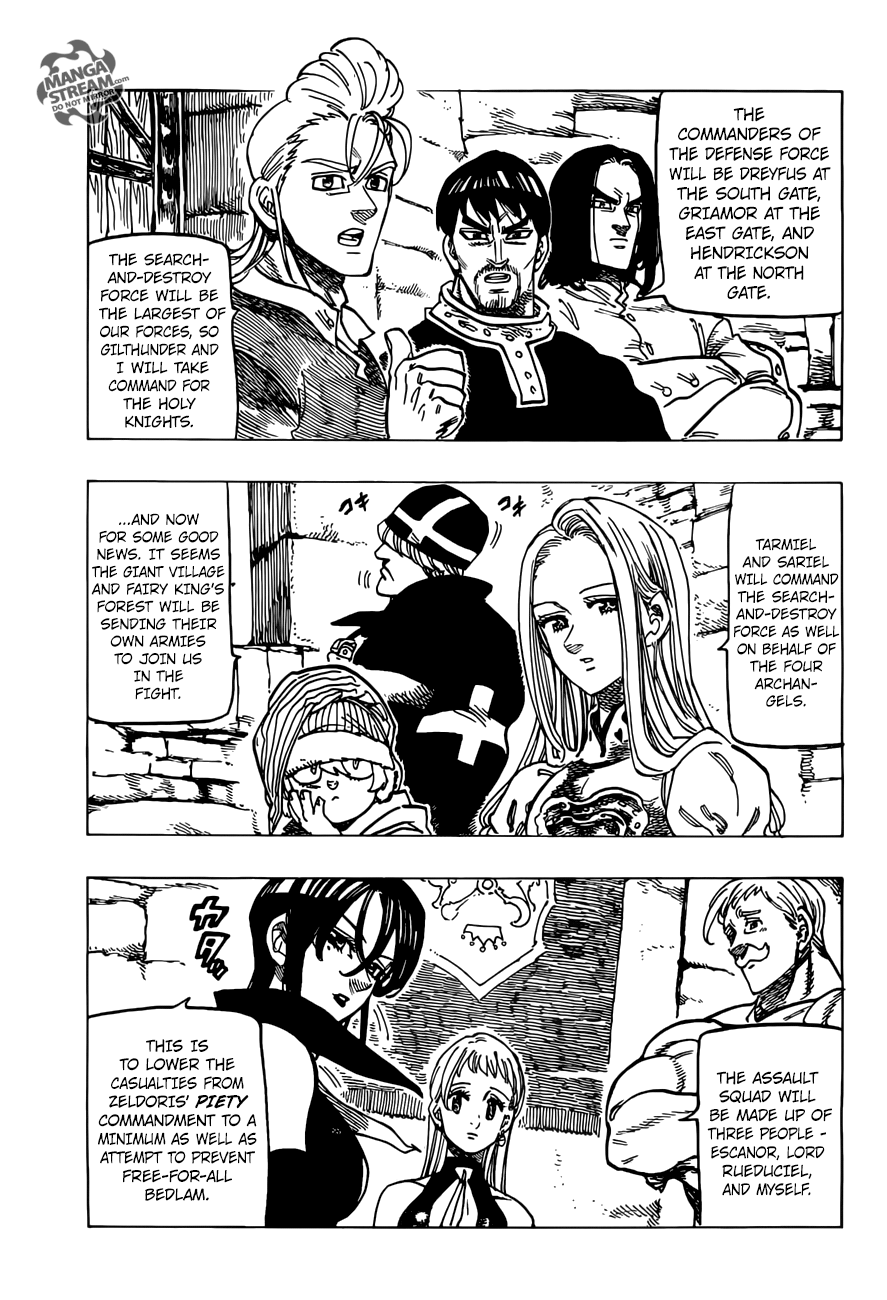 MANGA
STREAM.com
DO NOT MIRROR
THE
COMMANDERS OF
THE DEFENSE FORCE
WILL BE DREYFUS AT
THE SOUTH GATE,
GRIAMOR AT THE
EAST GATE, AND
HENDRICKSON
AT THE NORTH
GATE.
THE SEARCH-
AND-DESTROY
FORCE WILL BE
THE LARGEST OF
OUR FORCES, SO
GILTHUNDER AND
I WILL TAKE
COMMAND FOR
THE HOLY
KNIGHTS.
TARMIEL
AND SARIEL
WILL COMMAND
THE SEARCH-
AND-DESTROY
FORCE AS WELL
ON BEHALF OF
THE FOUR
ARCHAN-
GELS.
コキ
コキ
...AND NOW
FOR SOME GOOD
NEWS. IT SEEMS
THE GIANT VILLAGE
AND FAIRY KING'S
FOREST WILL BE
SENDING THEIR
OWN ARMIES
TO JOIN US
IN THE
FIGHT.
THE ASSAULT
SQUAD WILL
BE MADE UP OF
THREE PEOPLE -
ESCANOR, LORD
RUEDUCIEL,
AND MYSELF.
カタッ
THIS IS
TO LOWER THE
CASUALTIES FROM
ZELDORIS' PIETY
COMMANDMENT TO A
MINIMUM AS WELL AS
ATTEMPT TO PREVENT
FREE-FOR-ALL
BEDLAM.